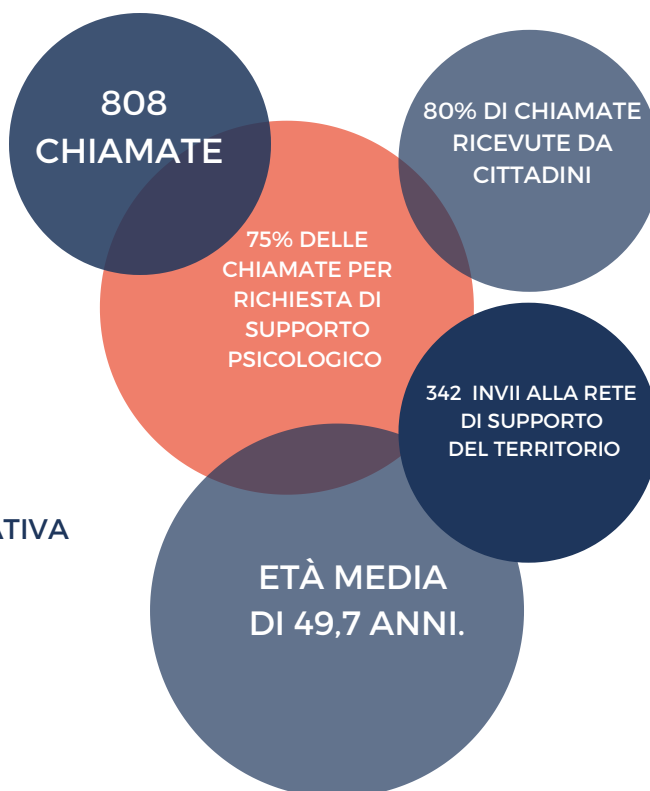 808
CHIAMATE
80% DI CHIAMATE
RICEVUTE DA
CITTADINI
75% DELLE
CHIAMATE PER
RICHIESTA DI
SUPPORTO
PSICOLOGICO
342 INVII ALLA RETE
DI SUPPORTO
DEL TERRITORIO
ATIVA
ETÀ MEDIA
DI 49,7 ANNI.